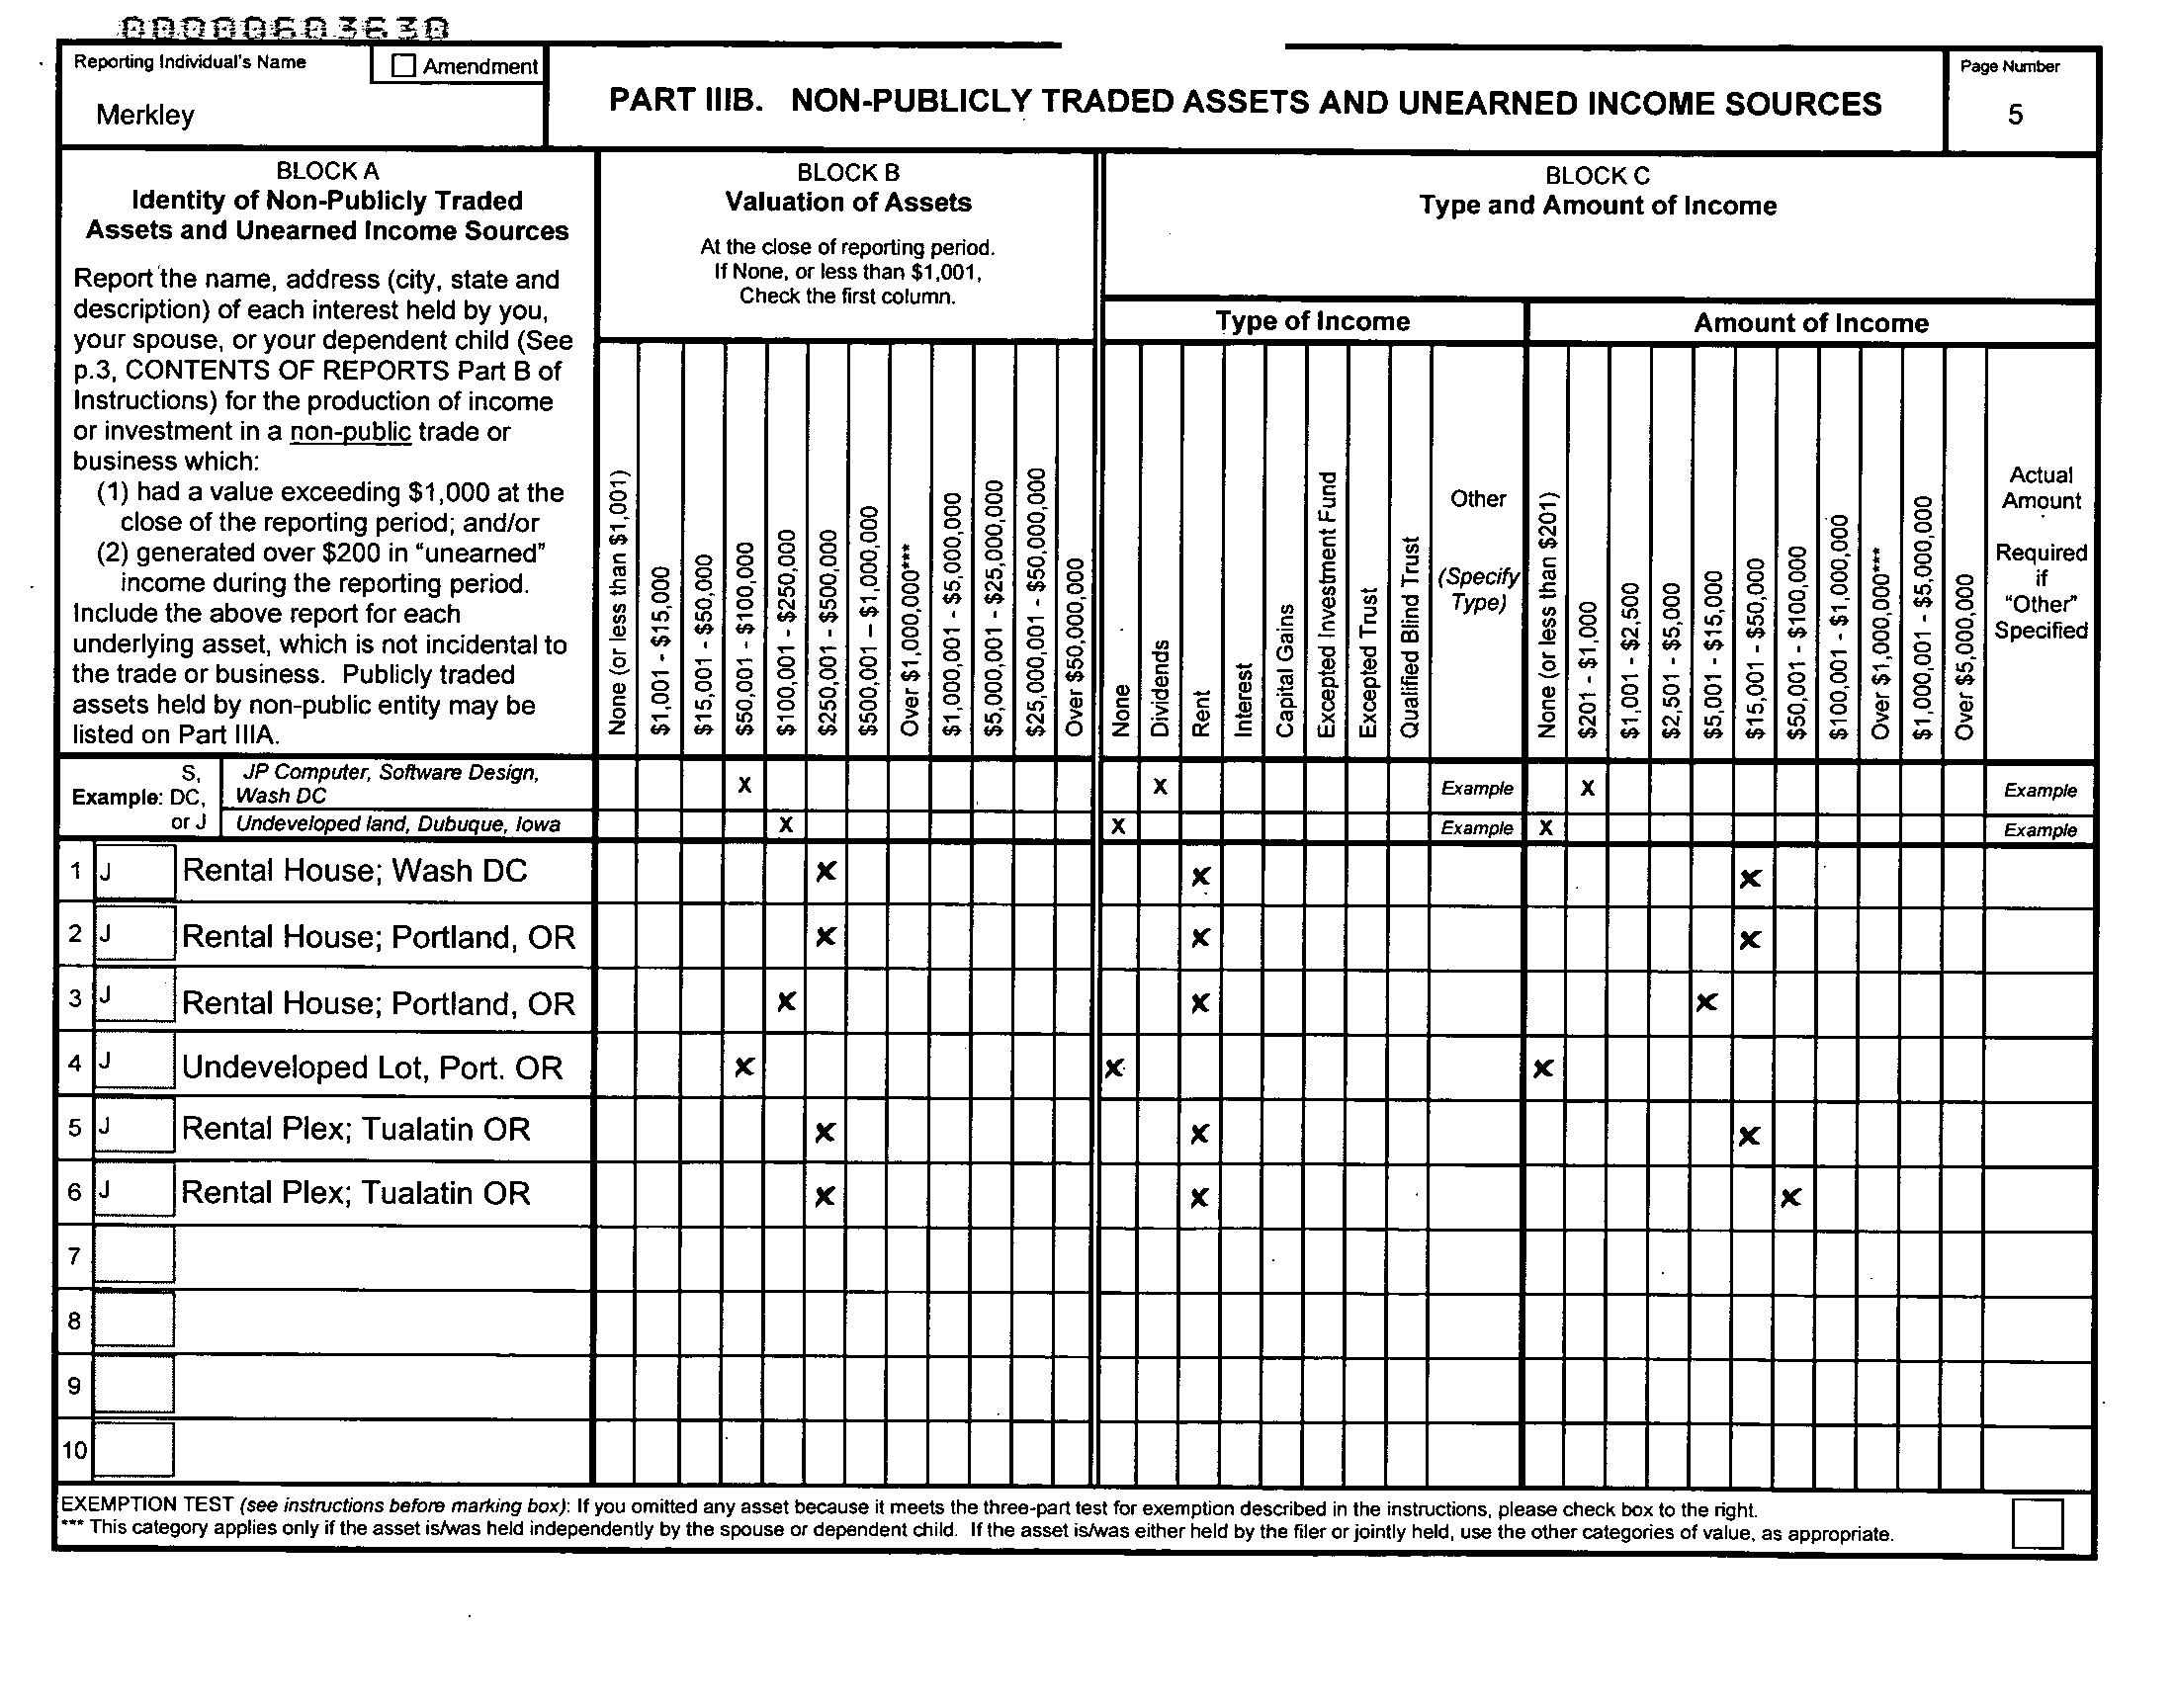 00000603630
Reporting Individual's Name
Amendment
Merkley
PART IIIB. NON-PUBLICLY TRADED ASSETS AND UNEARNED INCOME SOURCES
Page Number
5
BLOCK A
Identity of Non-Publicly Traded
Assets and Unearned Income Sources
Report the name, address (city, state and
description) of each interest held by you,
your spouse, or your dependent child (See
p.3, CONTENTS OF REPORTS Part B of
Instructions) for the production of income
or investment in a non-public trade or
business which:
(1) had a value exceeding $1,000 at the
close of the reporting period; and/or
(2) generated over $200 in "unearned"
income during the reporting period.
Include the above report for each
underlying asset, which is not incidental to
the trade or business. Publicly traded
assets held by non-public entity may be
listed on Part IIIA.
BLOCK B
Valuation of Assets
At the close of reporting period.
If None, or less than $1,001,
Check the first column.
None (or less than $1,001)
$1,001 - $15,000
$15,001 - $50,000
$50,001 - $100,000
$100,001 - $250,000
$250,001 - $500,000
$500,001 – $1,000,000
Over $1,000,000***
$1,000,001 - $5,000,000
$5,000,001 - $25,000,000
$25,000,001 - $50,000,000
Over $50,000,000
BLOCK C
Type and Amount of Income
Type of Income
Amount of Income
None
Dividends
Rent
Interest
Capital Gains
Excepted Investment Fund
Excepted Trust
Qualified Blind Trust
Other
(Specify
Type)
None (or less than $201)
$201 - $1,000
$1,001 - $2,500
$2,501 - $5,000
$5,001 - $15,000
$15,001 - $50,000
$50,001 - $100,000
$100,001 - $1,000,000
Over $1,000,000***
$1,000,001 - $5,000,000
Over $5,000,000
Actual
Amount
Required
if
"Other"
Specified
Example: S, DC, or J
JP Computer, Software Design,
Wash DC X X Example X Example
Undeveloped land, Dubuque, Iowa X X Example X Example
1 J Rental House; Wash DC X X X
2 J Rental House; Portland, OR X X X
3 J Rental House; Portland, OR X X X
4 J Undeveloped Lot, Port. OR X X X
5 J Rental Plex; Tualatin OR X X X
6 J Rental Plex; Tualatin OR X X X
7
8
9
10
EXEMPTION TEST (see instructions before marking box): If you omitted any asset because it meets the three-part test for exemption described in the instructions, please check box to the right.
*** This category applies only if the asset is/was held independently by the spouse or dependent child. If the asset is/was either held by the filer or jointly held, use the other categories of value, as appropriate.